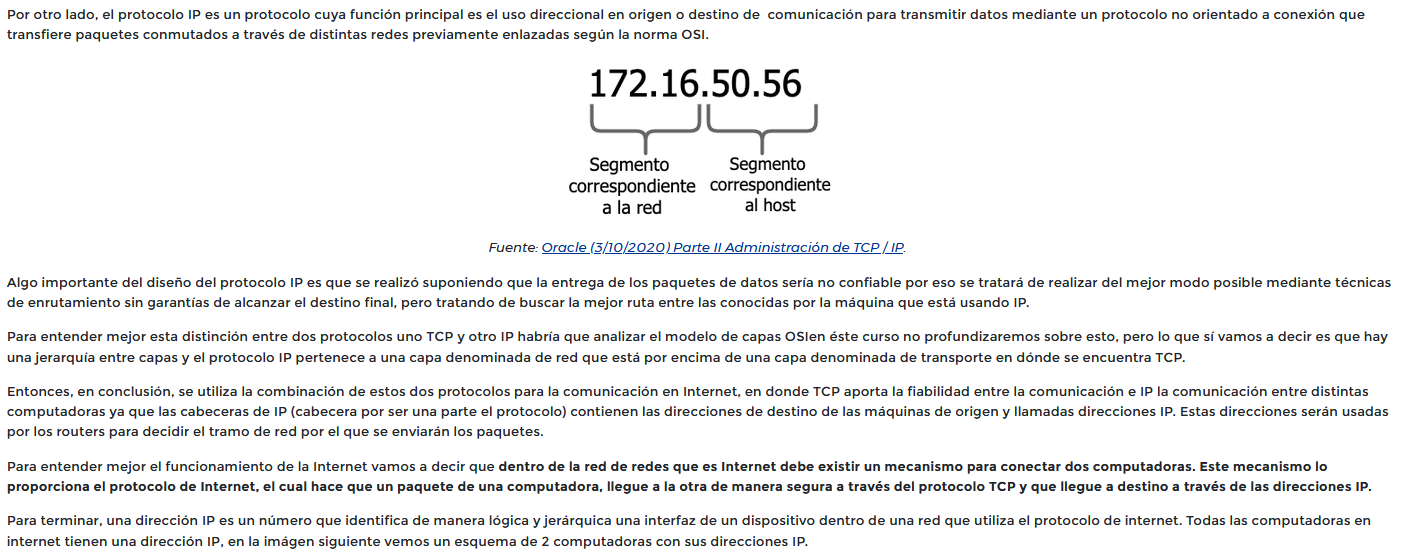 Por otro lado, el protocolo IP es un protocolo cuya función principal es el uso direccional en origen o destino de  comunicación para transmitir datos mediante un protocolo no orientado a conexión que
transfiere paquetes conmutados a través de distintas redes previamente enlazadas según la norma OSI.
172.16.50.56
Segmento
correspondiente
a la red
Segmento
correspondiente
al host
Fuente: Oracle (3/10/2020) Parte II Administración de TCP / IP.
Algo importante del diseño del protocolo IP es que se realizó suponiendo que la entrega de los paquetes de datos sería no confiable por eso se tratará de realizar del mejor modo posible mediante técnicas
de enrutamiento sin garantías de alcanzar el destino final, pero tratando de buscar la mejor ruta entre las conocidas por la máquina que está usando IP.
Para entender mejor esta distinción entre dos protocolos uno TCP y otro IP habría que analizar el modelo de capas OSIen éste curso no profundizaremos sobre esto, pero lo que sí vamos a decir es que hay
una jerarquía entre capas y el protocolo IP pertenece a una capa denominada de red que está por encima de una capa denominada de transporte en dónde se encuentra TCP.
Entonces, en conclusión, se utiliza la combinación de estos dos protocolos para la comunicación en Internet, en donde TCP aporta la fiabilidad entre la comunicación e IP la comunicación entre distintas
computadoras ya que las cabeceras de IP (cabecera por ser una parte el protocolo) contienen las direcciones de destino de las máquinas de origen y llamadas direcciones IP. Estas direcciones serán usadas
por los routers para decidir el tramo de red por el que se enviarán los paquetes.
Para entender mejor el funcionamiento de la Internet vamos a decir que dentro de la red de redes que es Internet debe existir un mecanismo para conectar dos computadoras. Este mecanismo lo
proporciona el protocolo de Internet, el cual hace que un paquete de una computadora, llegue a la otra de manera segura a través del protocolo TCP y que llegue a destino a través de las direcciones IP.
Para terminar, una dirección IP es un número que identifica de manera lógica y jerárquica una interfaz de un dispositivo dentro de una red que utiliza el protocolo de internet. Todas las computadoras en
internet tienen una dirección IP, en la imágen siguiente vemos un esquema de 2 computadoras con sus direcciones IP.